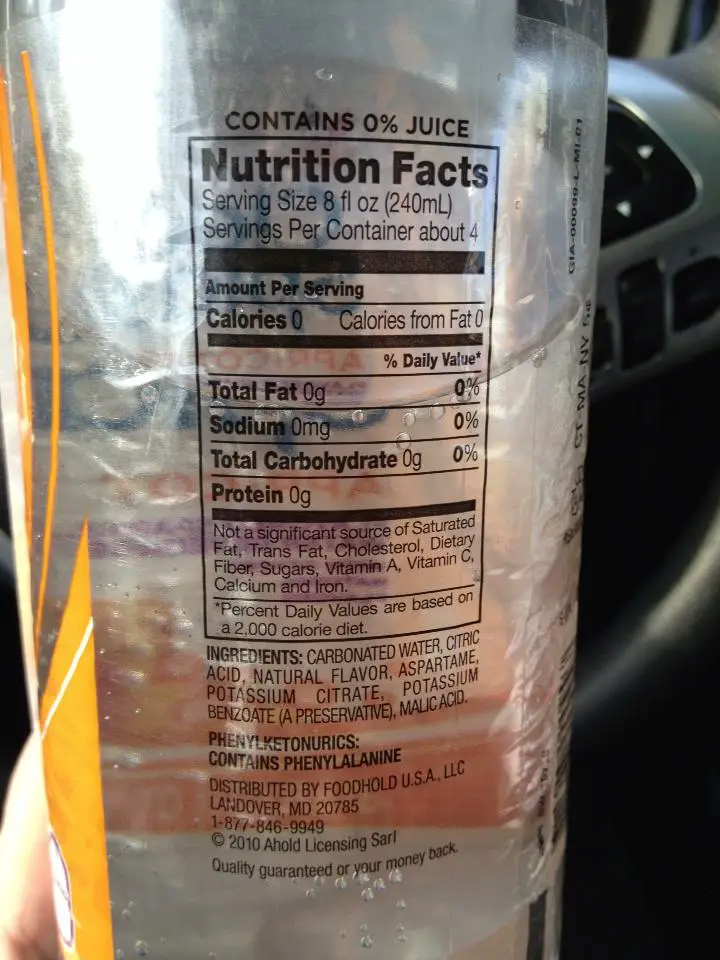 CONTAINS 0% JUICE
Nutrition Facts
Serving Size 8 fl oz (240mL)
Servings Per Container about 4
Amount Per Serving
Calories 0 Calories from Fat 0
% Daily Value*
Total Fat 0g 0%
Sodium 0mg 0%
Total Carbohydrate 0g 0%
Protein 0g
Not a significant source of Saturated
Fat, Trans Fat, Cholesterol, Dietary
Fiber, Sugars, Vitamin A, Vitamin C,
Calcium and Iron.
*Percent Daily Values are based on
a 2,000 calorie diet.
INGREDIENTS: CARBONATED WATER, CITRIC
ACID, NATURAL FLAVOR, ASPARTAME,
POTASSIUM CITRATE, POTASSIUM
BENZOATE (A PRESERVATIVE), MALIC ACID.
PHENYLKETONURICS:
CONTAINS PHENYLALANINE
DISTRIBUTED BY FOODHOLD U.S.A., LLC
LANDOVER, MD 20785
1-877-846-9949
© 2010 Ahold Licensing Sarl
Quality guaranteed or your money back.
CT MA NY
APRICOT